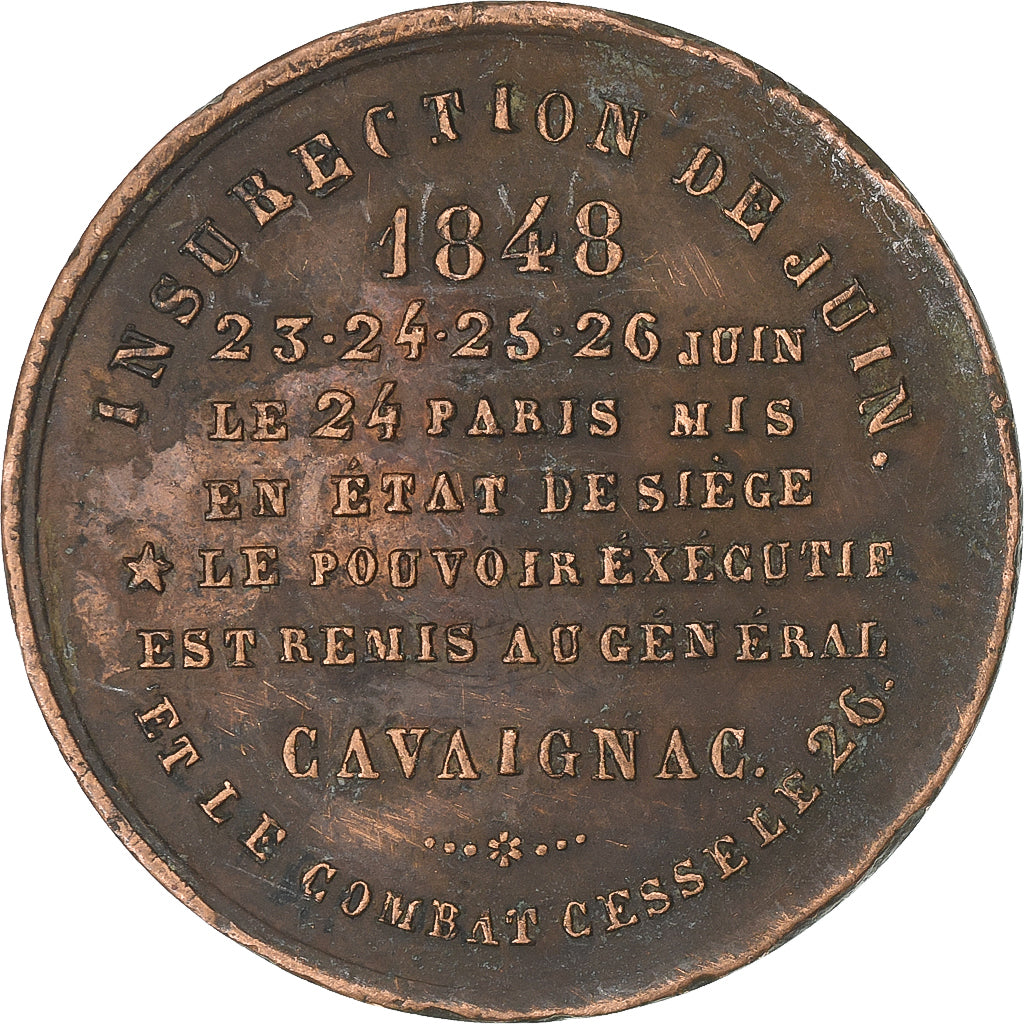 INSURECTION DE JUIN.
1848
23·24·25·26 JUIN
LE 24 PARIS MIS
EN ÉTAT DE SIÈGE
★ LE POUVOIR ÉXÉCUTIF
EST REMIS AU GÉNÉRAL
CAVAIGNAC.
ET LE COMBAT CESSE LE 26.